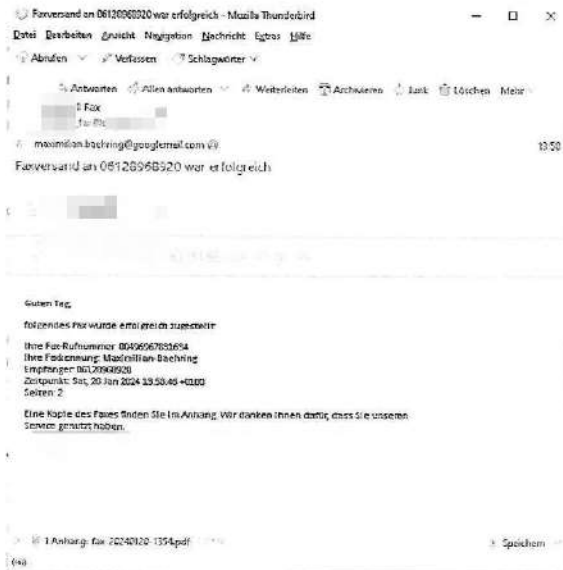 Faxversand an 06128968920 war erfolgreich - Mozilla Thunderbird
Datei Bearbeiten Ansicht Navigation Nachricht Extras Hilfe
Abrufen Verfassen Schlagwörter
Antworten Allen antworten Weiterleiten Archivieren Junk Löschen Mehr
Fax
maximilian.baehring@googlemail.com 13:50
Faxversand an 06128968920 war erfolgreich
Guten Tag,
folgendes Fax wurde erfolgreich zugestellt
Ihre Fax-Rufnummer: 00496967831634
Ihre Faxkennung: Maximilian-Baehring
Empfänger: 06128968920
Zeitpunkt: Sat, 20 Jan 2024 13:50:46 +0100
Seiten: 2
Eine Kopie des Faxes finden Sie im Anhang. Wir danken Ihnen dafür, dass Sie unseren
Service genutzt haben.
1 Anhang: fax-20240120-1354.pdf Speichern